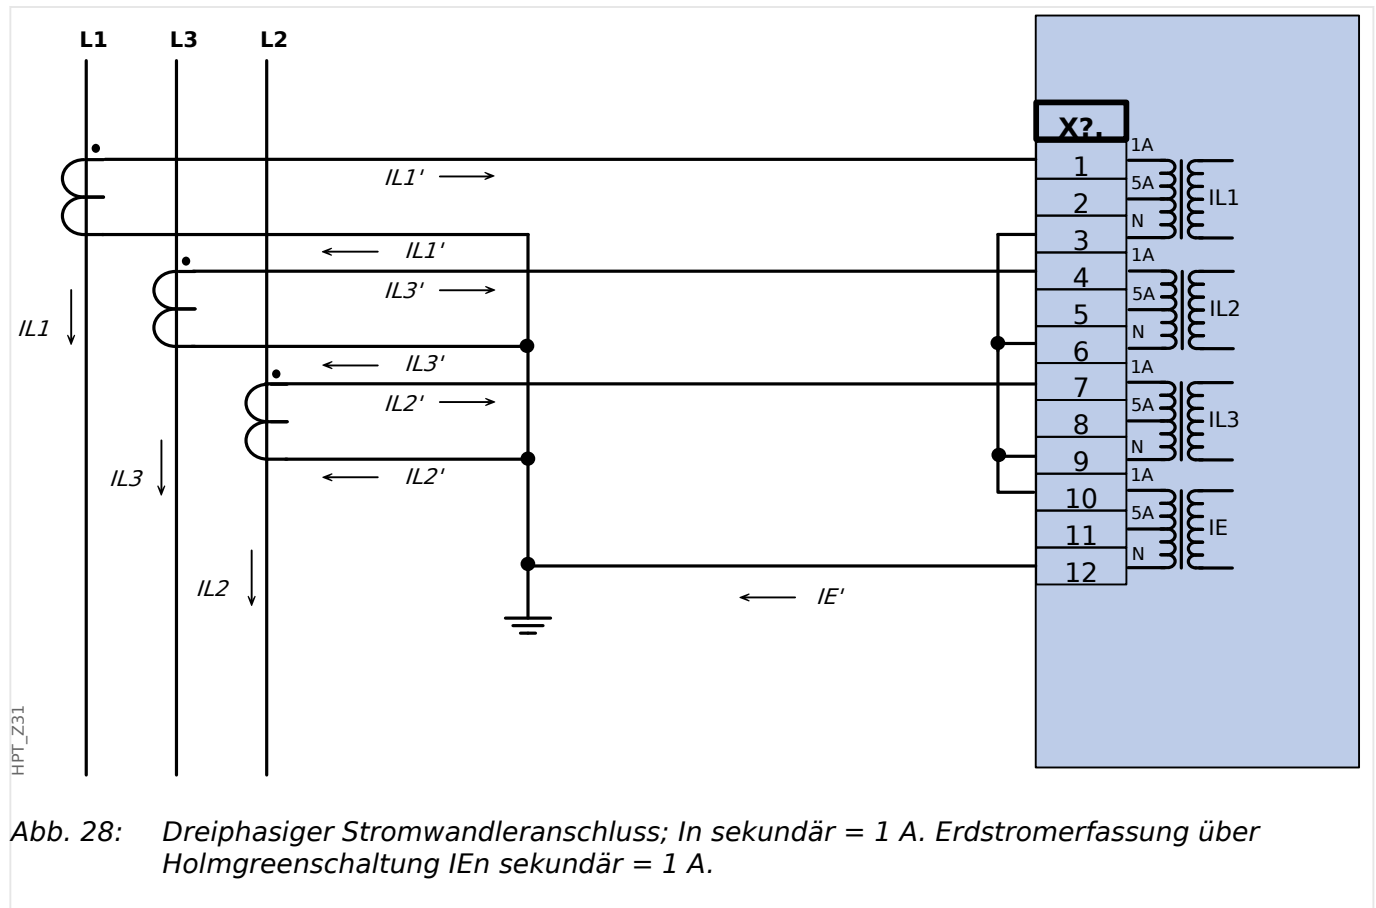 L1 L3 L2
X?.
1 1A
5A IL1
2
N
3
IL1'
IL1'
4 1A
IL3'
5A IL2
5
N
6
IL1
IL3'
7 1A
IL2'
5A IL3
8
N
9
IL3
IL2'
10 1A
5A IE
11
N
12
IL2
IE'
HPT_Z31
Abb. 28: Dreiphasiger Stromwandleranschluss; In sekundär = 1 A. Erdstromerfassung über
Holmgreenschaltung IEn sekundär = 1 A.